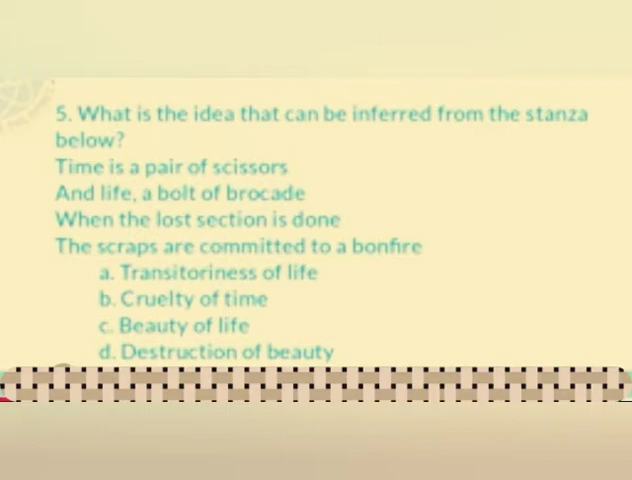 5. What is the idea that can be inferred from the stanza
below?
Time is a pair of scissors
And life, a bolt of brocade
When the lost section is done
The scraps are committed to a bonfire
a. Transitoriness of life
b. Cruelty of time
c. Beauty of life
d. Destruction of beauty